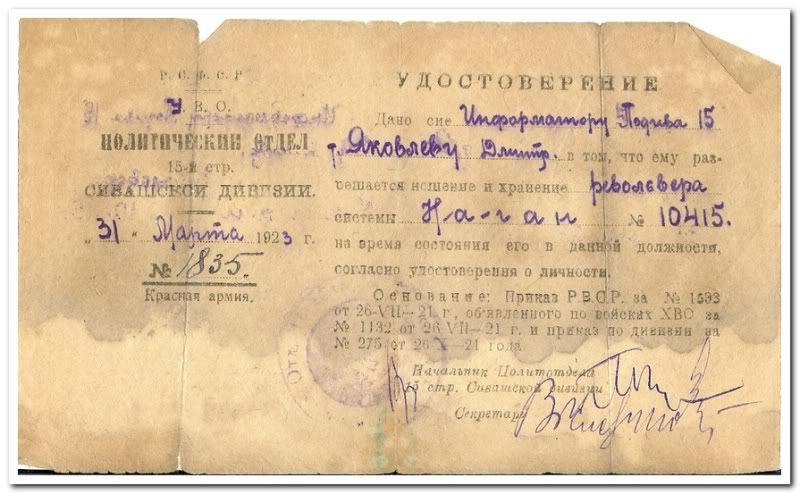 Р. С. Ф. С. Р
У. В. О.
ПОЛИТИЧЕСКИЙ ОТДЕЛ
15-й стр.
СИВАШСКОЙ ДИВИЗИИ.
„31“ Марта 1923 г.
№ 1835.
Красная армия.
УДОСТОВЕРЕНИЕ
Дано сие Информатору Подива 15
т. Яковлеву Дмитр. в том, что ему раз-
решается ношение и хранение револьвера
системы Н-а-г-а-н № 10415.
на время состояния его в данной должности,
согласно удостоверения о личности.
Основание: Приказ Р.В.С.Р. за № 1593
от 26-VII-21 г., об'явленного по войсках ХВО за
№ 1132 от 26 VII-21 г. и приказ по дивизии за
№ 275 от 26 X-21 года.
Начальник Политотдела
15 стр. Сивашской дивизии
Секретарь